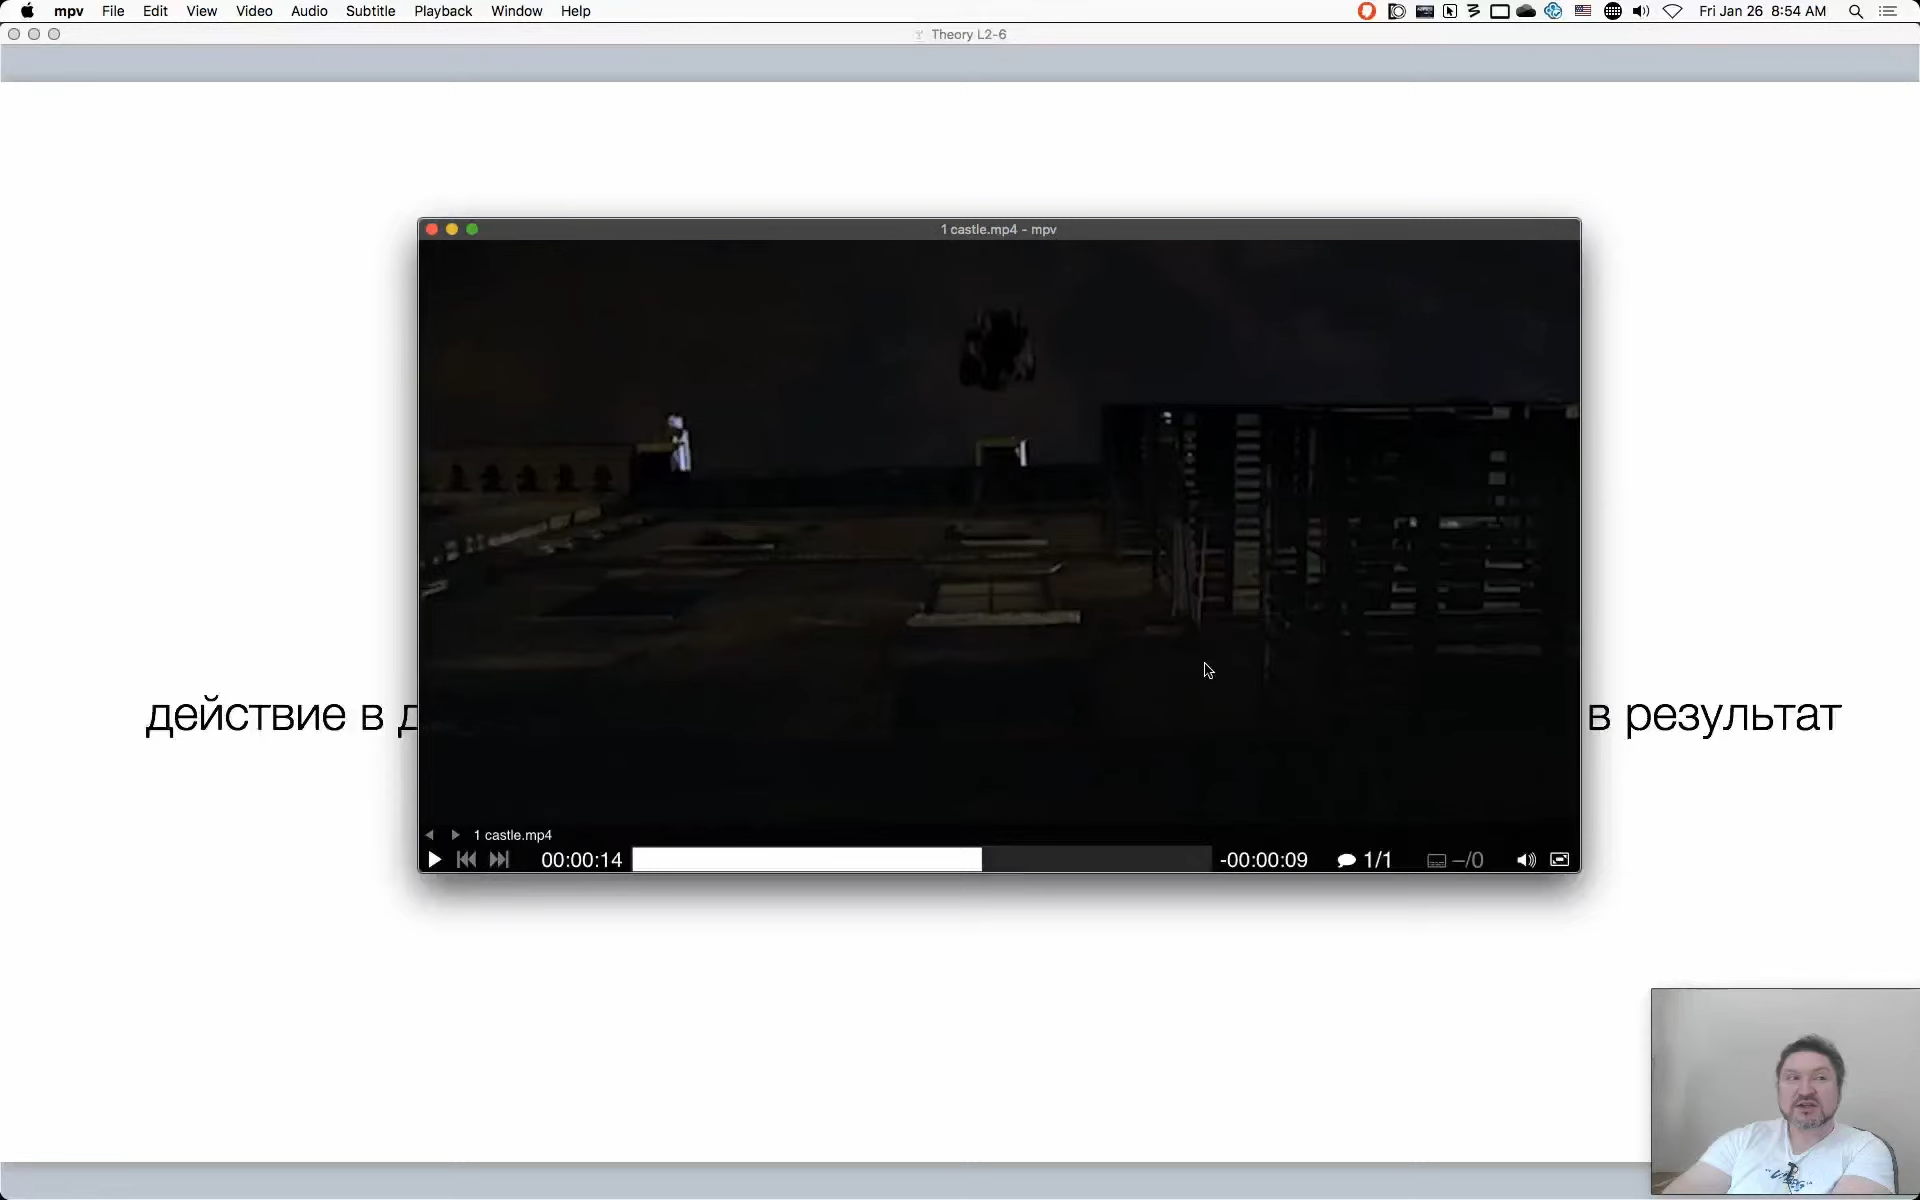 mpv File Edit View Video Audio Subtitle Playback Window Help Fri Jan 26 8:54 AM
Theory L2-6
1 castle.mp4 - mpv
действие в д
в результат
1 castle.mp4
00:00:14 -00:00:09 1/1 –/0